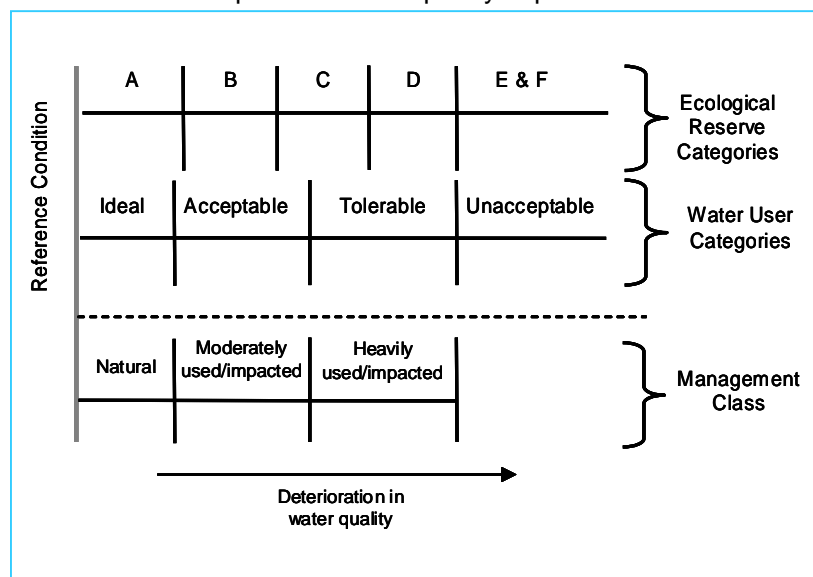 A B C D E & F
Ecological
Reserve
Categories
Reference Condition
Ideal Acceptable Tolerable Unacceptable
Water User
Categories
Natural
Moderately
used/impacted
Heavily
used/impacted
Management
Class
Deterioration in
water quality